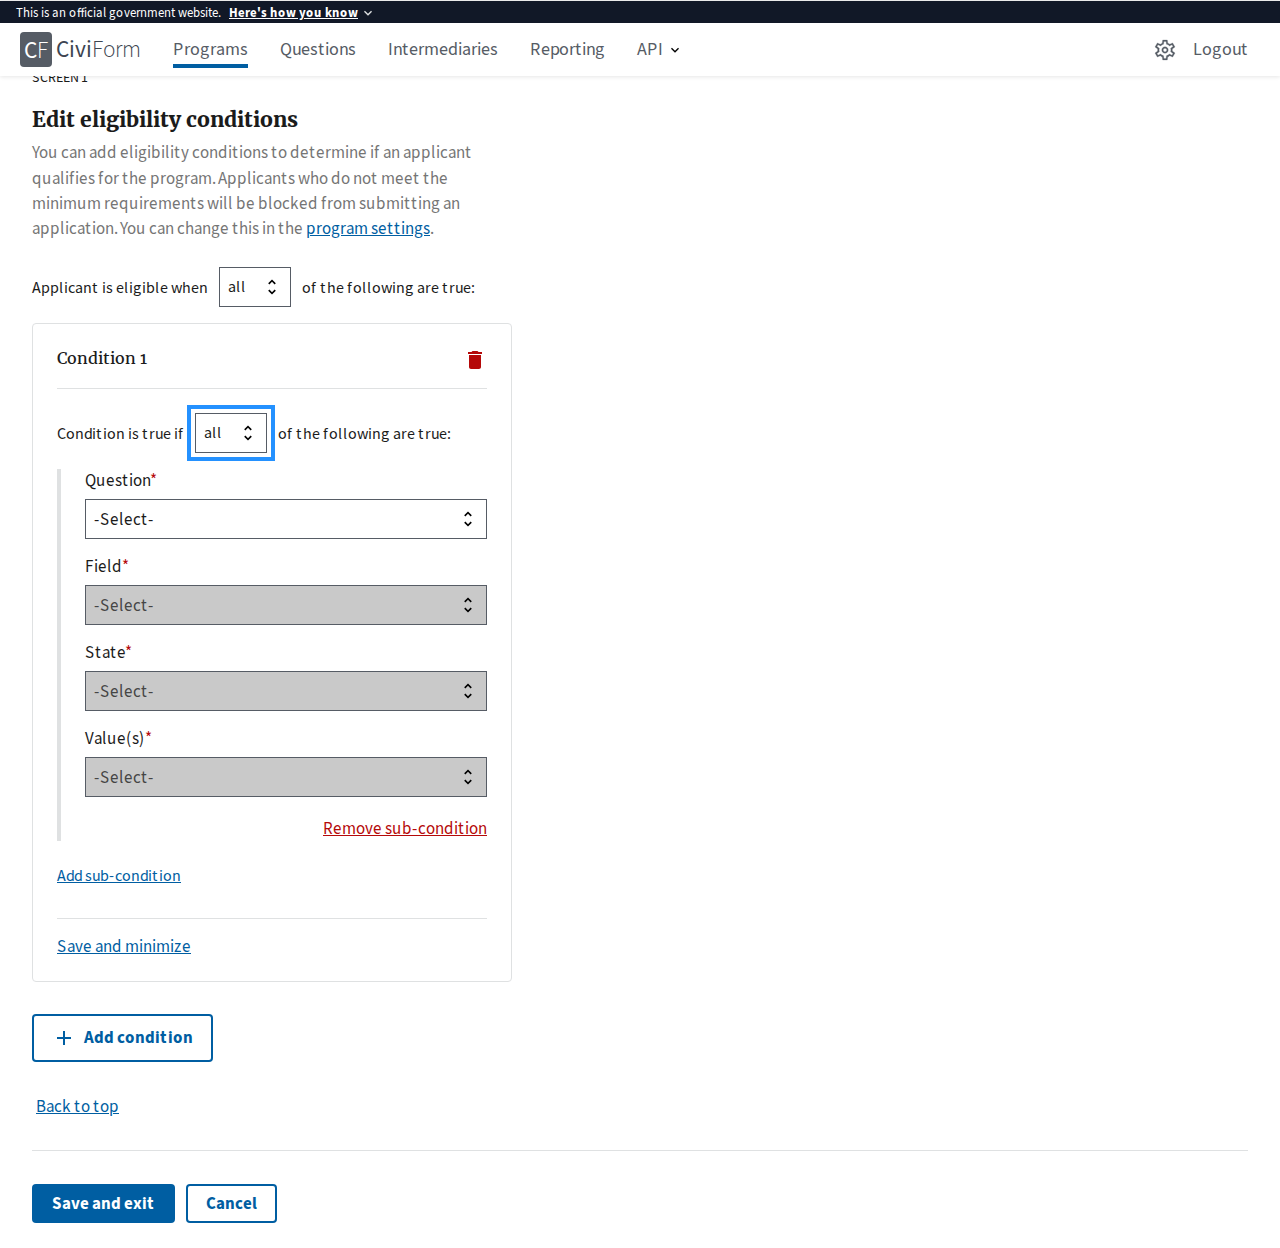 This is an official government website. Here's how you know
CF CiviForm Programs Questions Intermediaries Reporting API Logout
SCREEN 1
Edit eligibility conditions
You can add eligibility conditions to determine if an applicant
qualifies for the program. Applicants who do not meet the
minimum requirements will be blocked from submitting an
application. You can change this in the program settings.
Applicant is eligible when all of the following are true:
Condition 1
Condition is true if all of the following are true:
Question*
-Select-
Field*
-Select-
State*
-Select-
Value(s)*
-Select-
Remove sub-condition
Add sub-condition
Save and minimize
Add condition
Back to top
Save and exit Cancel